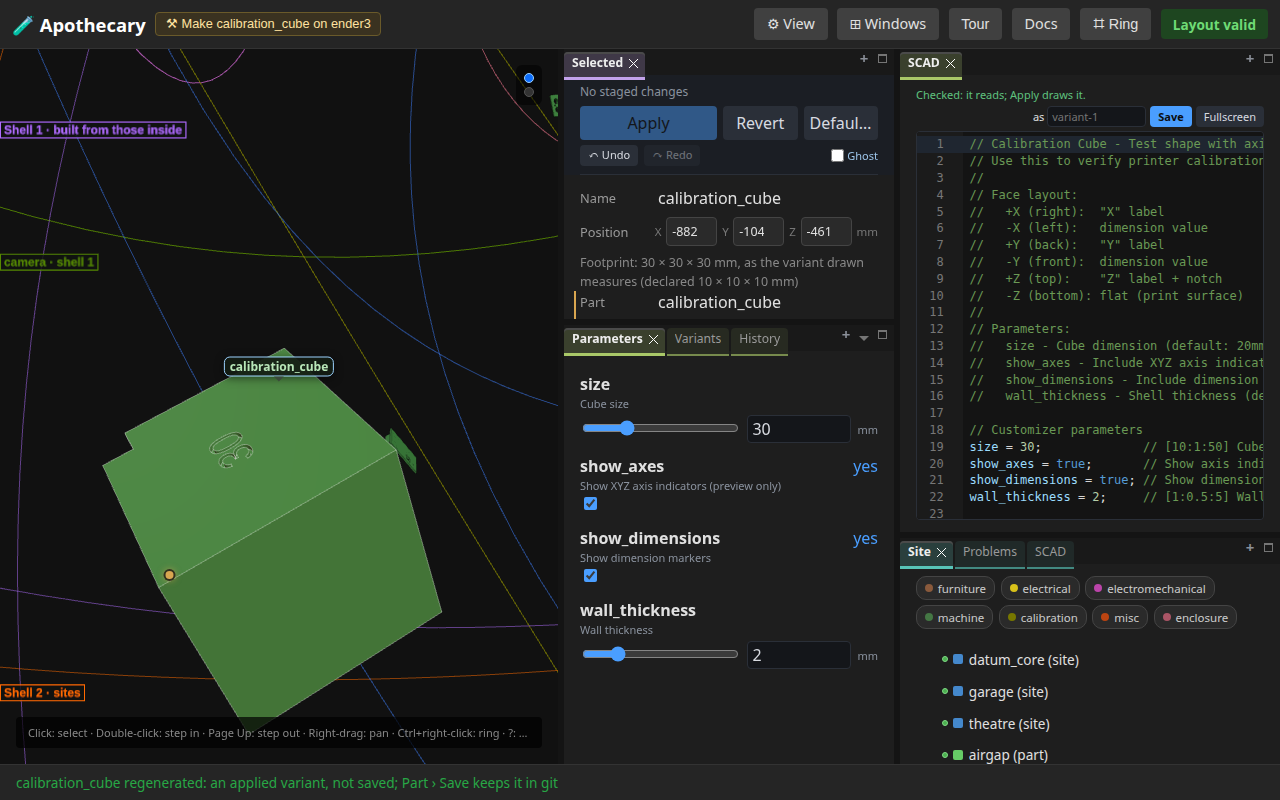 🧪 Apothecary
⚒ Make calibration_cube on ender3
⚙ View
⊞ Windows
Tour
Docs
⌗ Ring
Layout valid
Shell 1 · built from those inside
camera · shell 1
calibration_cube
30
Shell 2 · sites
Click: select · Double-click: step in · Page Up: step out · Right-drag: pan · Ctrl+right-click: ring · ?: ...
Selected
No staged changes
Apply
Revert
Defaul...
↶ Undo
↷ Redo
Ghost
Name calibration_cube
Position X -882 Y -104 Z -461 mm
Footprint: 30 × 30 × 30 mm, as the variant drawn
measures (declared 10 × 10 × 10 mm)
Part calibration_cube
Parameters
Variants
History
size
Cube size
30 mm
show_axes yes
Show XYZ axis indicators (preview only)
show_dimensions yes
Show dimension markers
wall_thickness
Wall thickness
2 mm
SCAD
Checked: it reads; Apply draws it.
as variant-1 Save Fullscreen
1 // Calibration Cube - Test shape with axi
2 // Use this to verify printer calibration
3 //
4 // Face layout:
5 //   +X (right):  "X" label
6 //   -X (left):   dimension value
7 //   +Y (back):   "Y" label
8 //   -Y (front):  dimension value
9 //   +Z (top):    "Z" label + notch
10 //   -Z (bottom): flat (print surface)
11 //
12 // Parameters:
13 //   size - Cube dimension (default: 20mm
14 //   show_axes - Include XYZ axis indicat
15 //   show_dimensions - Include dimension
16 //   wall_thickness - Shell thickness (de
17
18 // Customizer parameters
19 size = 30;              // [10:1:50] Cube
20 show_axes = true;       // Show axis indi
21 show_dimensions = true; // Show dimension
22 wall_thickness = 2;     // [1:0.5:5] Wall
23
Site
Problems
SCAD
furniture
electrical
electromechanical
machine
calibration
misc
enclosure
datum_core (site)
garage (site)
theatre (site)
airgap (part)
calibration_cube regenerated: an applied variant, not saved; Part › Save keeps it in git